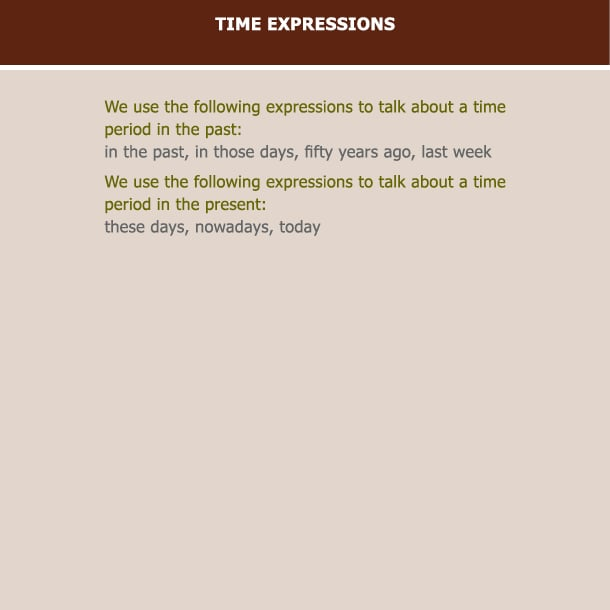 TIME EXPRESSIONS
We use the following expressions to talk about a time
period in the past:
in the past, in those days, fifty years ago, last week
We use the following expressions to talk about a time
period in the present:
these days, nowadays, today